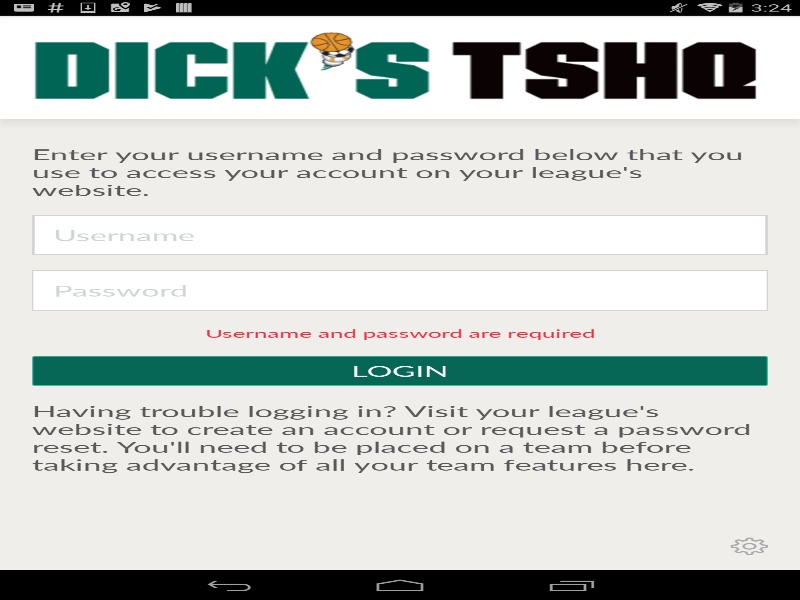 3:24
DICK'S TSHQ
Enter your username and password below that you
use to access your account on your league's
website.
Username
Password
Username and password are required
LOGIN
Having trouble logging in? Visit your league's
website to create an account or request a password
reset. You'll need to be placed on a team before
taking advantage of all your team features here.